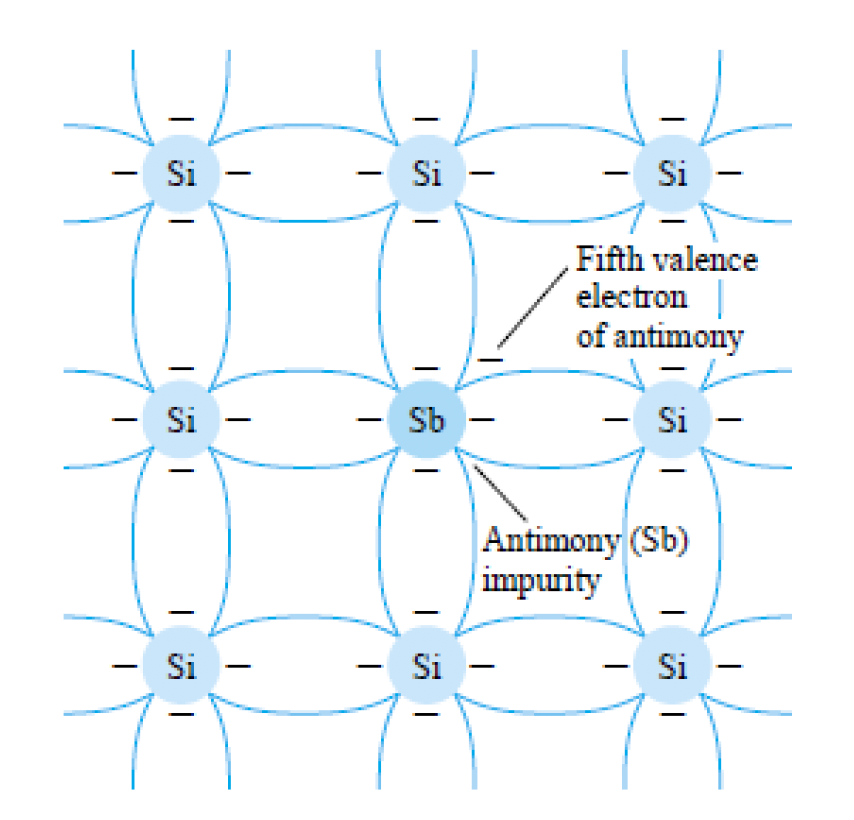 Si Si Si
Fifth valence
electron
of antimony
Si Sb Si
Antimony (Sb)
impurity
Si Si Si